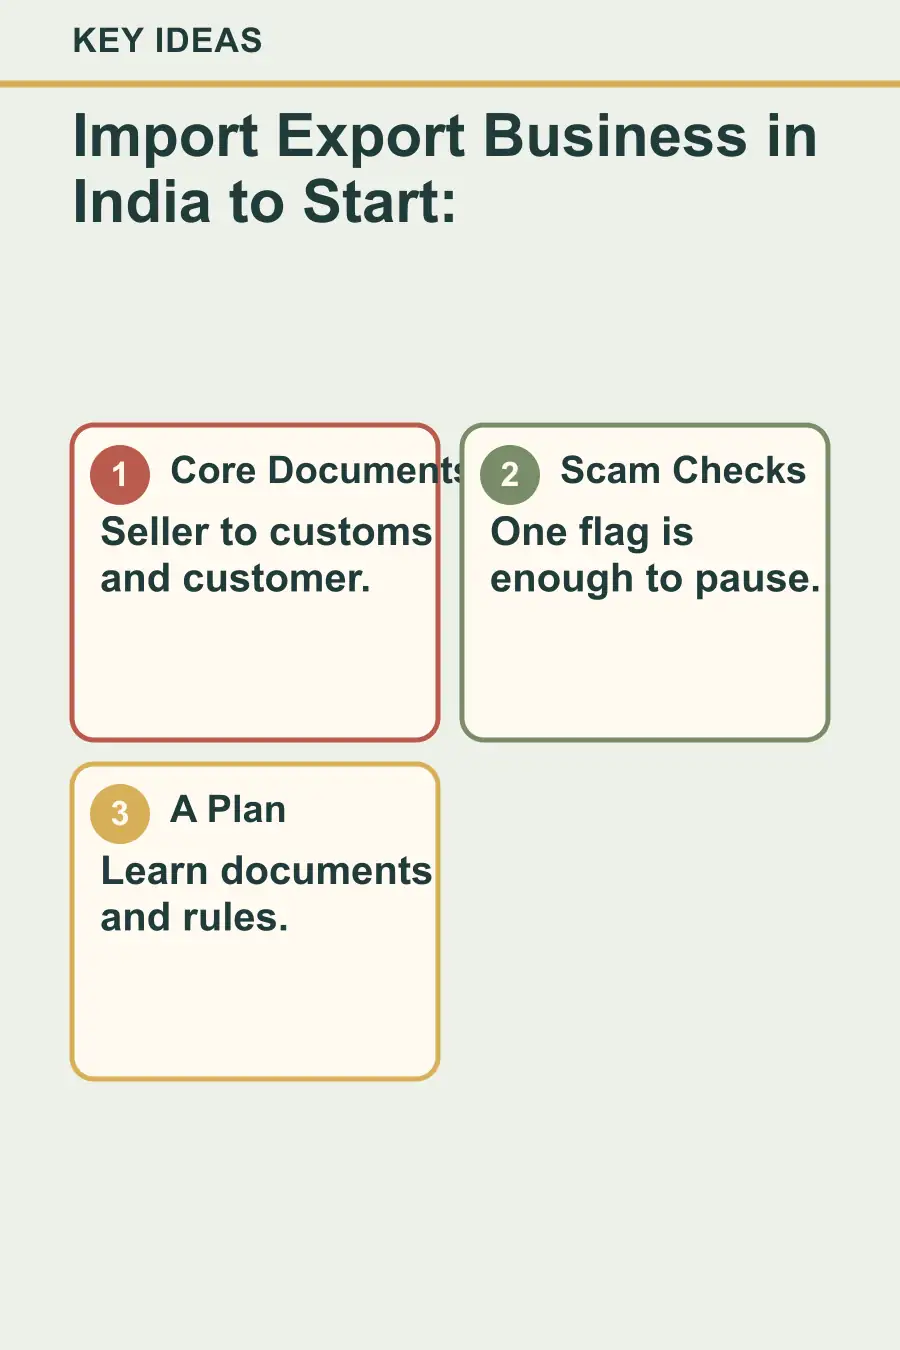 KEY IDEAS
Import Export Business in
India to Start:
1 Core Documents
Seller to customs
and customer.
2 Scam Checks
One flag is
enough to pause.
3 A Plan
Learn documents
and rules.